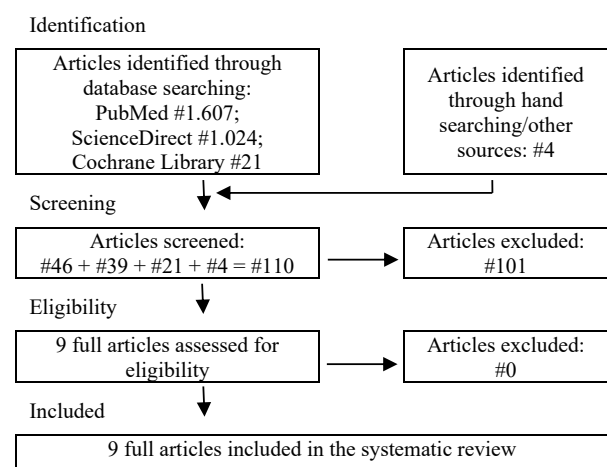 Identification
Articles identified through
database searching:
PubMed #1.607;
ScienceDirect #1.024;
Cochrane Library #21
Articles identified
through hand
searching/other
sources: #4
Screening
Articles screened:
#46 + #39 + #21 + #4 = #110
Articles excluded:
#101
Eligibility
9 full articles assessed for
eligibility
Articles excluded:
#0
Included
9 full articles included in the systematic review